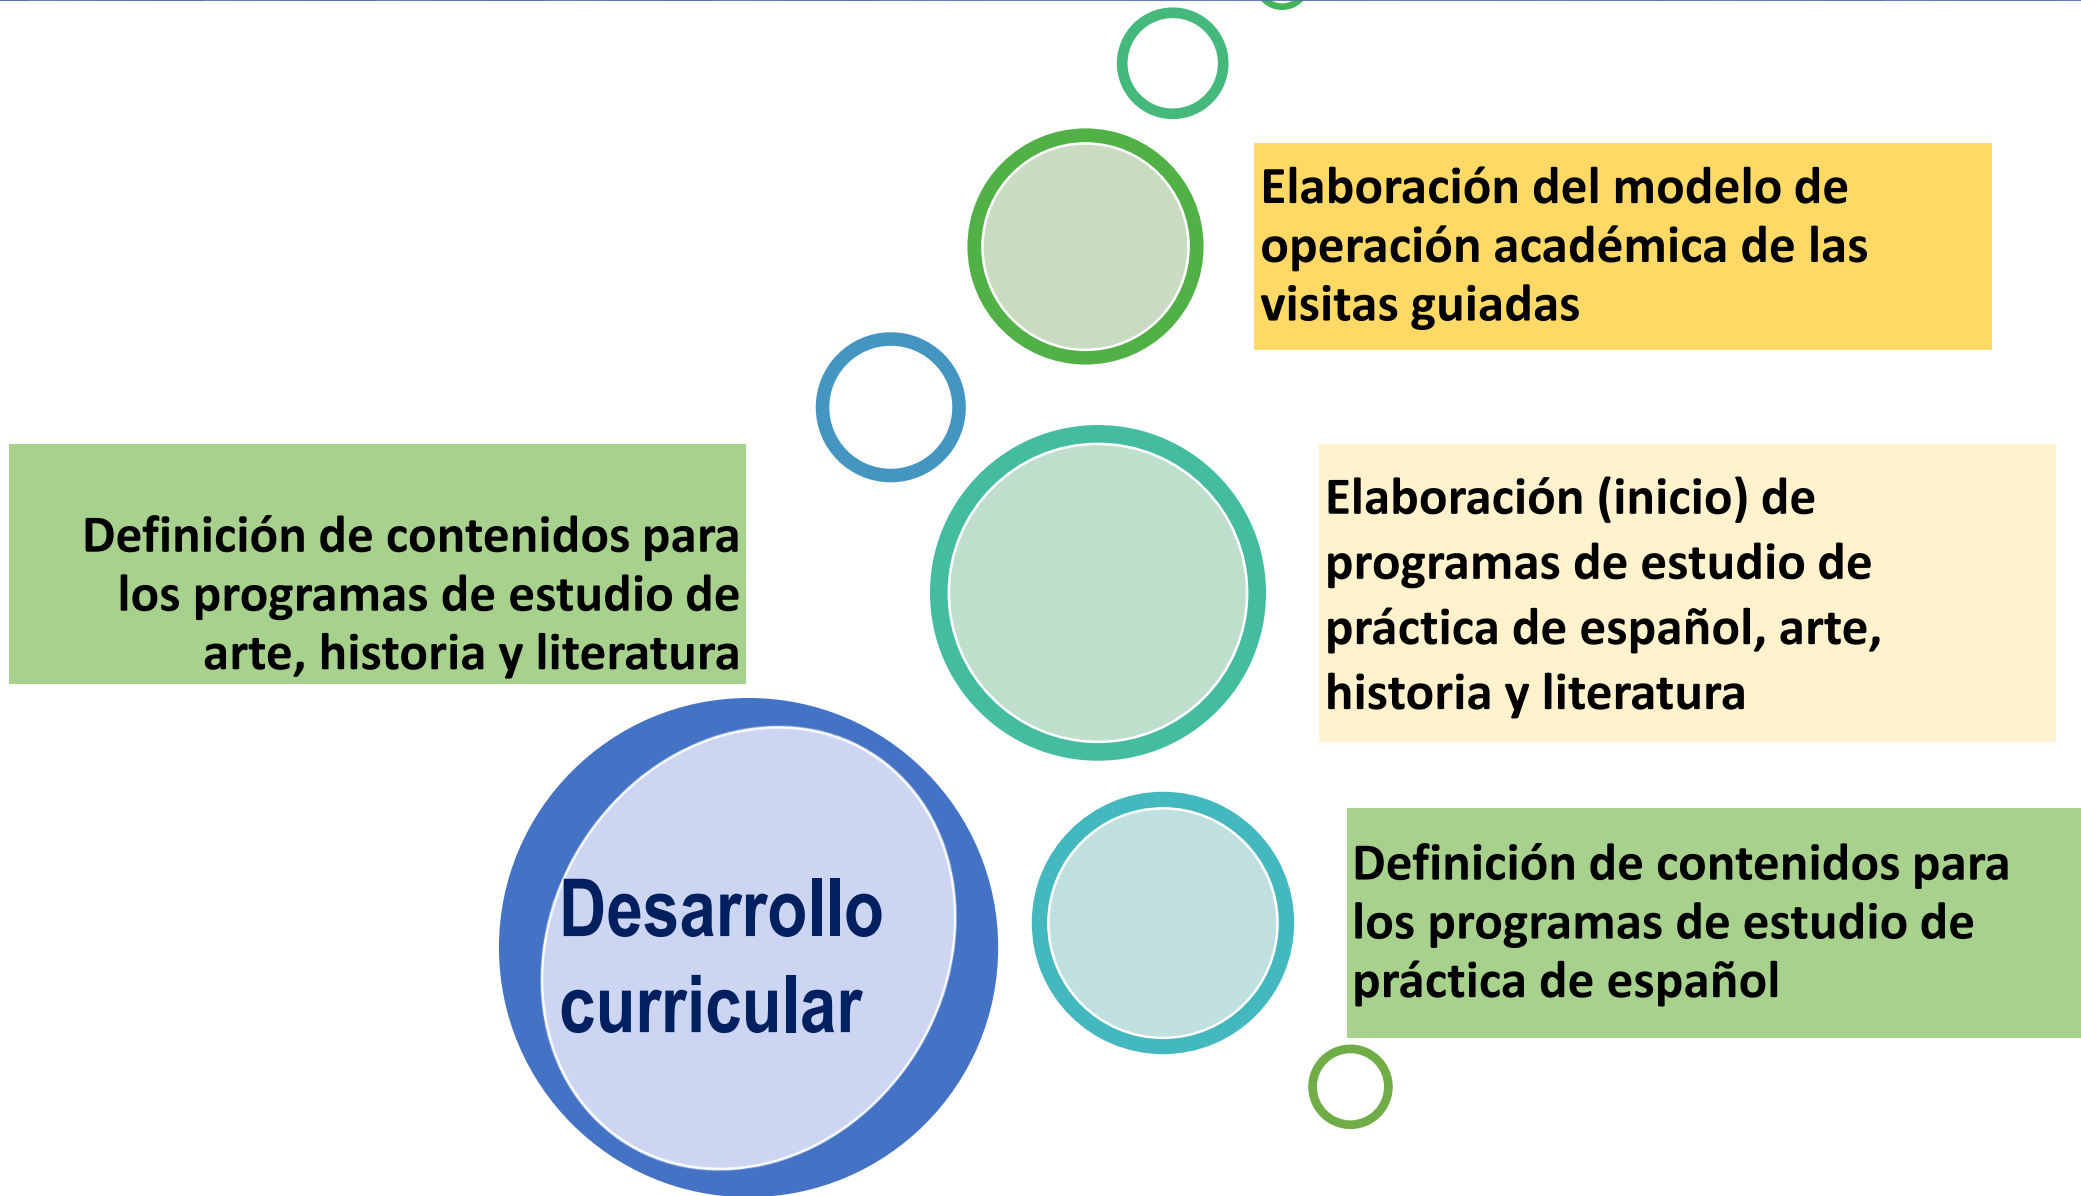 Elaboración del modelo de
operación académica de las
visitas guiadas
Definición de contenidos para
los programas de estudio de
arte, historia y literatura
Elaboración (inicio) de
programas de estudio de
práctica de español, arte,
historia y literatura
Desarrollo
curricular
Definición de contenidos para
los programas de estudio de
práctica de español